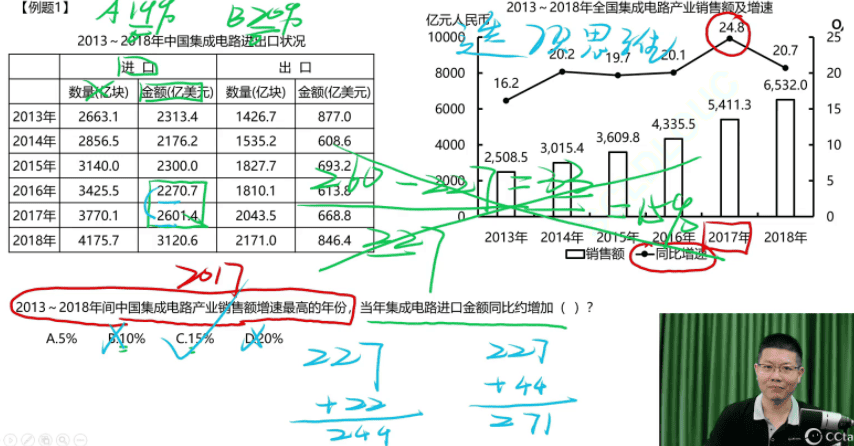 【例题1】
A 19% B 20%
2013～2018年中国集成电路进出口状况
进 口 出 口
数量(亿块) 金额(亿美元) 数量(亿块) 金额(亿美元)
2013年 2663.1 2313.4 1426.7 877.0
2014年 2856.5 2176.2 1535.2 608.6
2015年 3140.0 2300.0 1827.7 693.2
2016年 3425.5 2270.7 1810.1 613.8
2017年 3770.1 2601.4 2043.5 668.8
2018年 4175.7 3120.6 2171.0 846.4
2013～2018年全国集成电路产业销售额及增速
亿元人民币
选 思维
10000
8000
6000
4000
2000
0
16.2 20.2 19.7 20.1 24.8 20.7
2,508.5 3,015.4 3,609.8 4,335.5 5,411.3 6,532.0
25
20
15
10
5
0
2013年 2014年 2015年 2016年 2017年 2018年
销售额 同比增速
260-227=33
227
=15%
2017
2013～2018年间中国集成电路产业销售额增速最高的年份，当年集成电路进口金额同比约增加（ ）?
A.5% B.10% C.15% D.20%
227
+22
244
227
+44
271